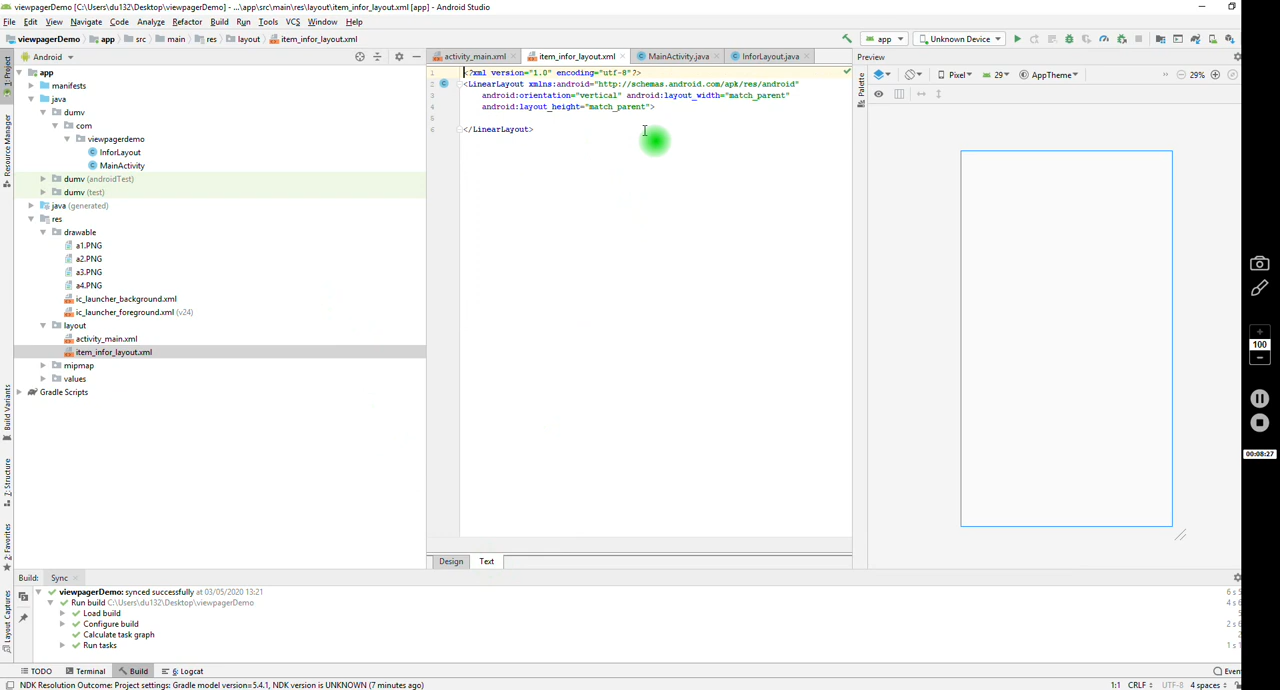 viewpagerDemo [C:\Users\du132\Desktop\viewpagerDemo] - ...\app\src\main\res\layout\item_infor_layout.xml [app] - Android Studio
File Edit View Navigate Code Analyze Refactor Build Run Tools VCS Window Help
viewpagerDemo app src main res layout item_infor_layout.xml
app Unknown Device
Android
activity_main.xml item_infor_layout.xml MainActivity.java InforLayout.java
Preview
Pixel 29 AppTheme 29%
1: Project
Resource Manager
Build Variants
7: Structure
2: Favorites
Layout Captures
app
manifests
java
dumv
com
viewpagerdemo
InforLayout
MainActivity
dumv (androidTest)
dumv (test)
java (generated)
res
drawable
a1.PNG
a2.PNG
a3.PNG
a4.PNG
ic_launcher_background.xml
ic_launcher_foreground.xml (v24)
layout
activity_main.xml
item_infor_layout.xml
mipmap
values
Gradle Scripts
1 <?xml version="1.0" encoding="utf-8"?>
2 <LinearLayout xmlns:android="http://schemas.android.com/apk/res/android"
3 android:orientation="vertical" android:layout_width="match_parent"
4 android:layout_height="match_parent">
5
6 </LinearLayout>
Palette
Design Text
100
00:08:27
Build: Sync
viewpagerDemo: synced successfully at 03/05/2020 13:21
Run build C:\Users\du132\Desktop\viewpagerDemo
Load build
Configure build
Calculate task graph
Run tasks
TODO Terminal Build 6: Logcat
NDK Resolution Outcome: Project settings: Gradle model version=5.4.1, NDK version is UNKNOWN (7 minutes ago)
1:1 CRLF UTF-8 4 spaces